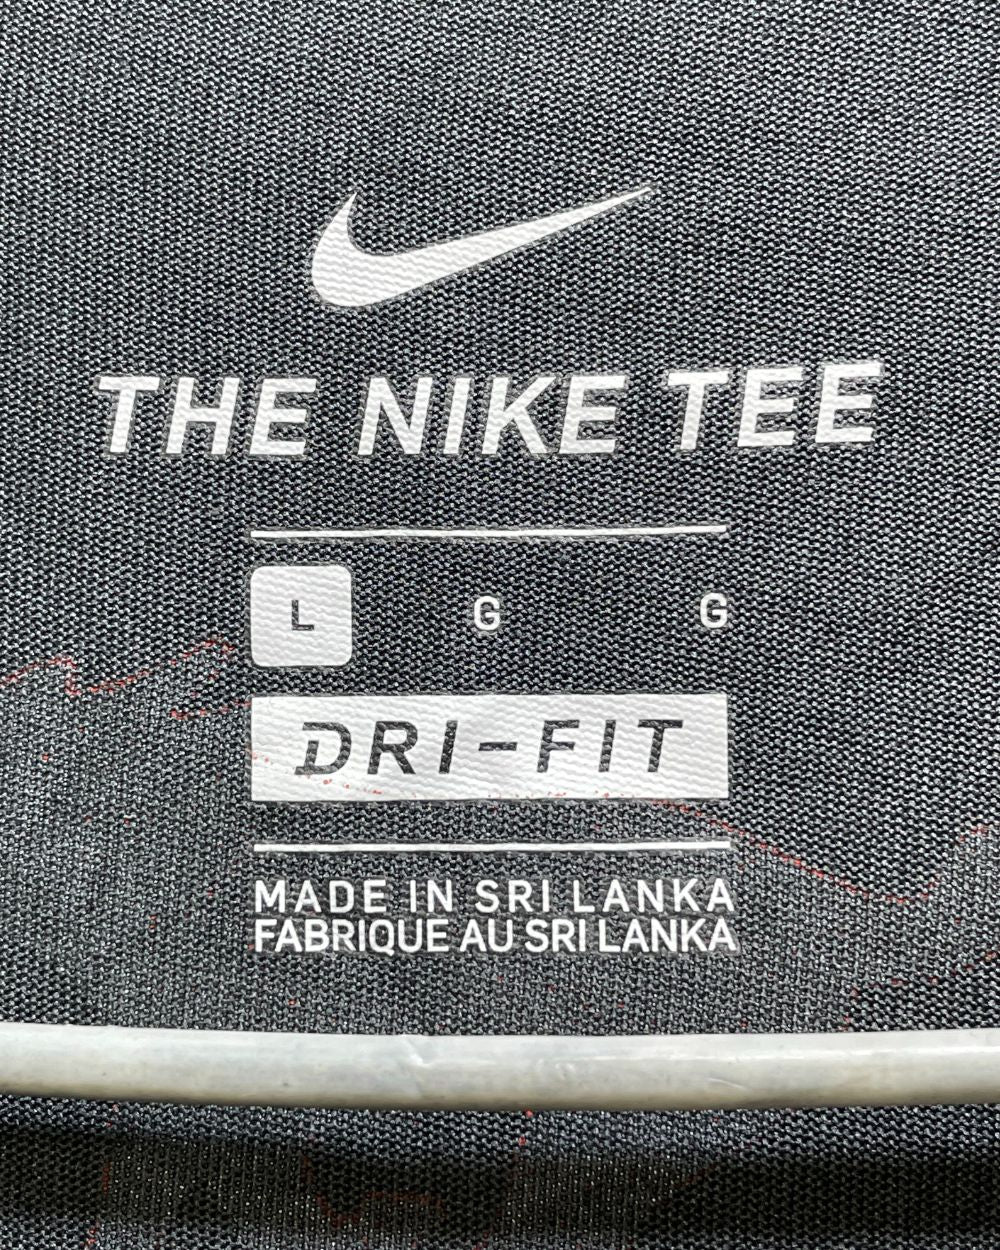 THE NIKE TEE
L G G
DRI-FIT
MADE IN SRI LANKA
FABRIQUE AU SRI LANKA